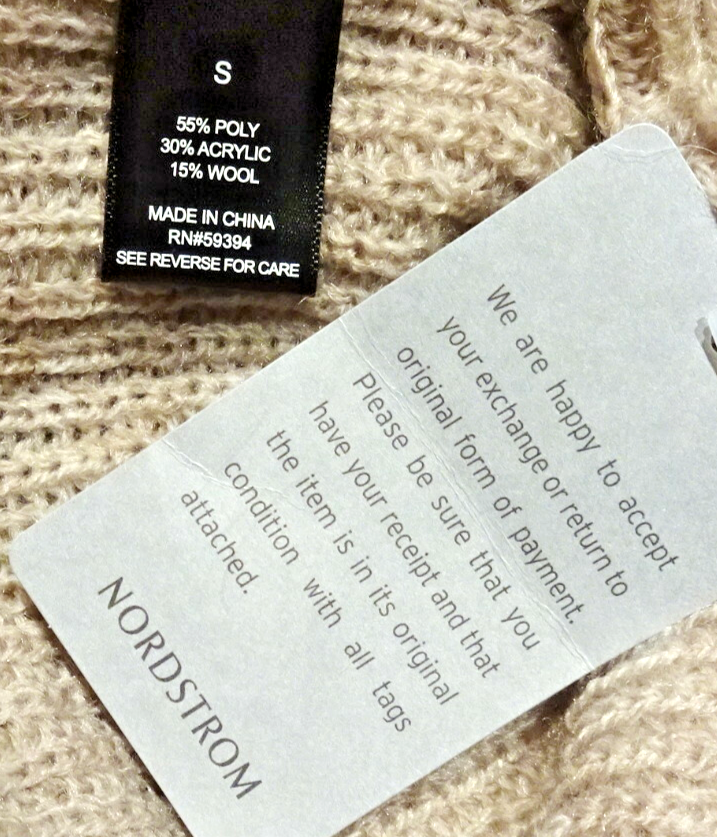 S
55% POLY
30% ACRYLIC
15% WOOL
MADE IN CHINA
RN#59394
SEE REVERSE FOR CARE
We are happy to accept
your exchange or return to
original form of payment.
Please be sure that you
have your receipt and that
the item is in its original
condition with all tags
attached.
NORDSTROM